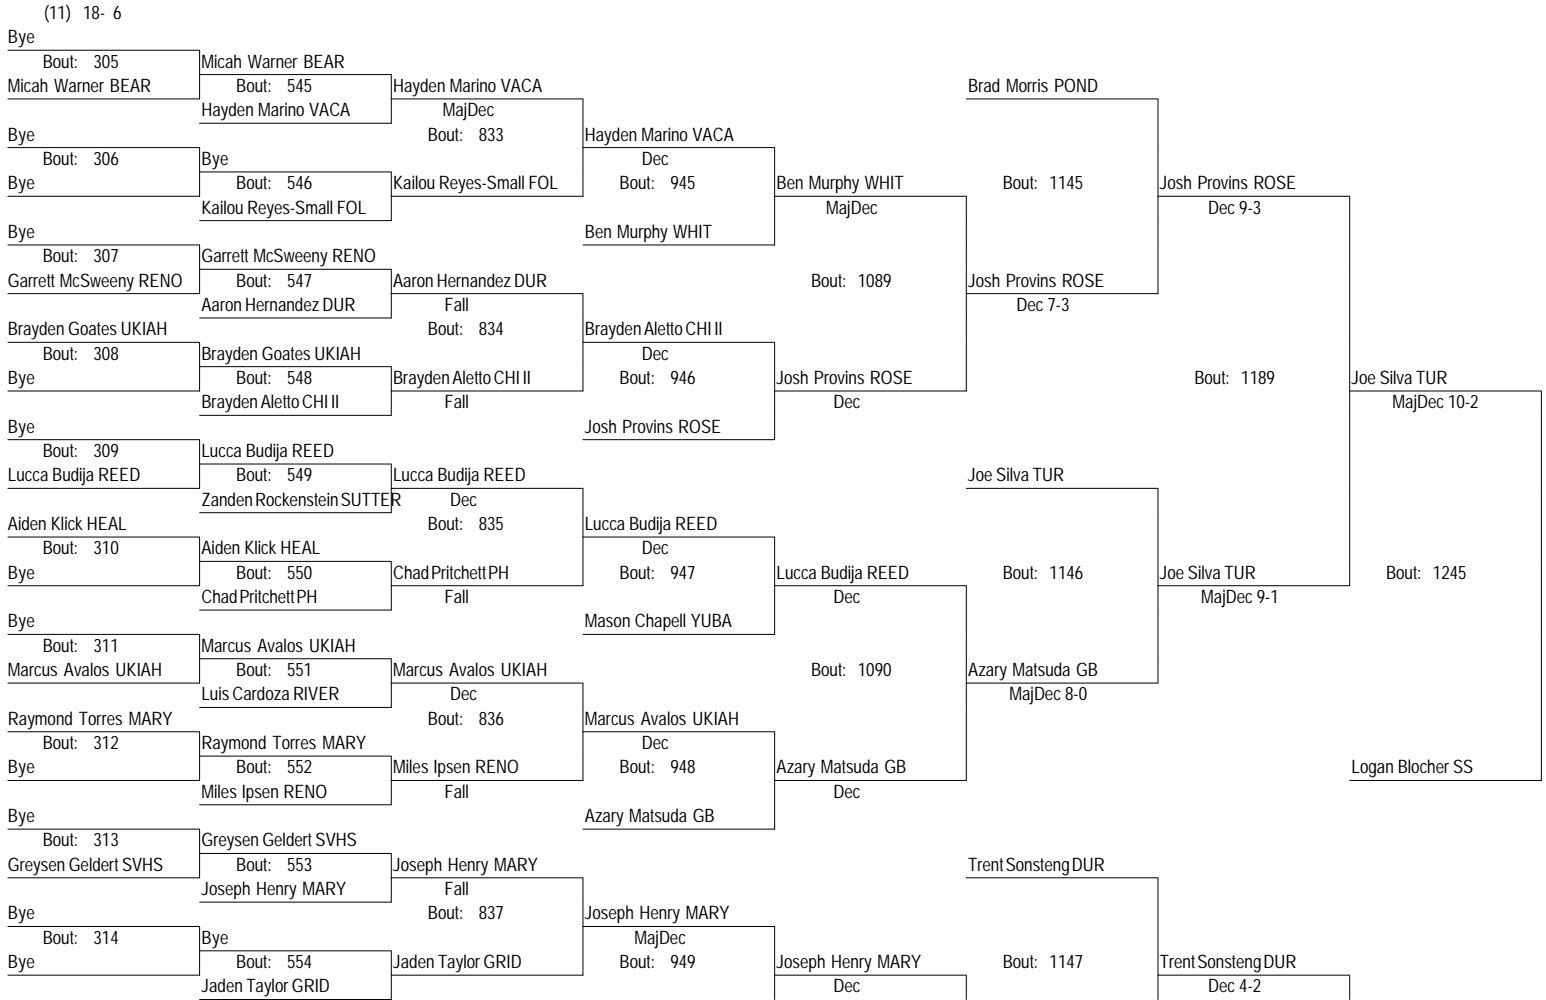 (11) 18- 6
Bye
Bout: 305 Micah Warner BEAR
Micah Warner BEAR Bout: 545 Hayden Marino VACA Brad Morris POND
Hayden Marino VACA MajDec
Bye Bout: 833 Hayden Marino VACA
Bout: 306 Bye Dec
Bye Bout: 546 Kailou Reyes-Small FOL Bout: 945 Ben Murphy WHIT Bout: 1145 Josh Provins ROSE
Kailou Reyes-Small FOL MajDec Dec 9-3
Bye Ben Murphy WHIT
Bout: 307 Garrett McSweeny RENO
Garrett McSweeny RENO Bout: 547 Aaron Hernandez DUR Bout: 1089 Josh Provins ROSE
Aaron Hernandez DUR Fall Dec 7-3
Brayden Goates UKIAH Bout: 834 Brayden Aletto CHI II
Bout: 308 Brayden Goates UKIAH Dec
Bye Bout: 548 Brayden Aletto CHI II Bout: 946 Josh Provins ROSE Bout: 1189 Joe Silva TUR
Brayden Aletto CHI II Fall Dec MajDec 10-2
Bye Josh Provins ROSE
Bout: 309 Lucca Budija REED
Lucca Budija REED Bout: 549 Lucca Budija REED Joe Silva TUR
Zanden Rockenstein SUTTER Dec
Aiden Klick HEAL Bout: 835 Lucca Budija REED
Bout: 310 Aiden Klick HEAL Dec
Bye Bout: 550 Chad Pritchett PH Bout: 947 Lucca Budija REED Bout: 1146 Joe Silva TUR Bout: 1245
Chad Pritchett PH Fall Dec MajDec 9-1
Bye Mason Chapell YUBA
Bout: 311 Marcus Avalos UKIAH
Marcus Avalos UKIAH Bout: 551 Marcus Avalos UKIAH Bout: 1090 Azary Matsuda GB
Luis Cardoza RIVER Dec MajDec 8-0
Raymond Torres MARY Bout: 836 Marcus Avalos UKIAH
Bout: 312 Raymond Torres MARY Dec
Bye Bout: 552 Miles Ipsen RENO Bout: 948 Azary Matsuda GB Logan Blocher SS
Miles Ipsen RENO Fall Dec
Bye Azary Matsuda GB
Bout: 313 Greysen Geldert SVHS
Greysen Geldert SVHS Bout: 553 Joseph Henry MARY Trent Sonsteng DUR
Joseph Henry MARY Fall
Bye Bout: 837 Joseph Henry MARY
Bout: 314 Bye MajDec
Bye Bout: 554 Jaden Taylor GRID Bout: 949 Joseph Henry MARY Bout: 1147 Trent Sonsteng DUR
Jaden Taylor GRID Dec Dec 4-2